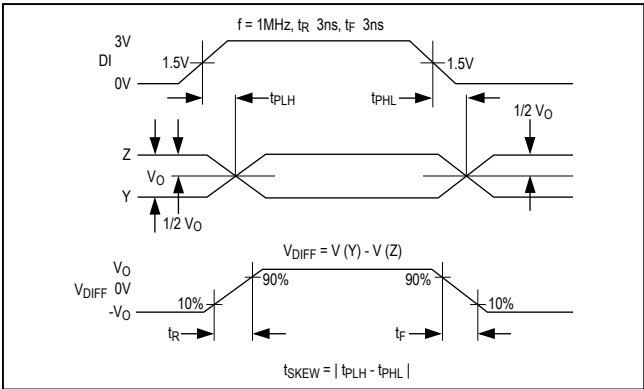 f = 1MHz, tR 3ns, tF 3ns
3V
DI
1.5V
1.5V
0V
tPLH
tPHL
1/2 VO
Z
VO
Y
1/2 VO
VDIFF = V (Y) - V (Z)
VO
VDIFF 0V
-VO
90%
90%
10%
10%
tR
tF
tSKEW = | tPLH - tPHL |